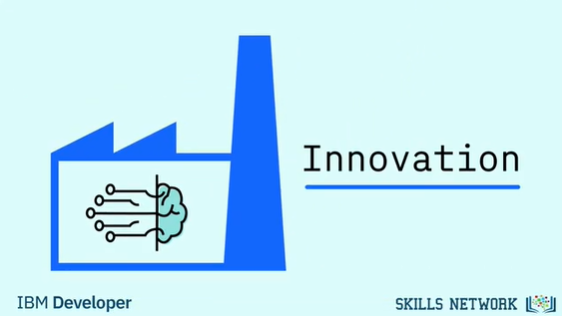 Innovation
IBM Developer
SKILLS NETWORK